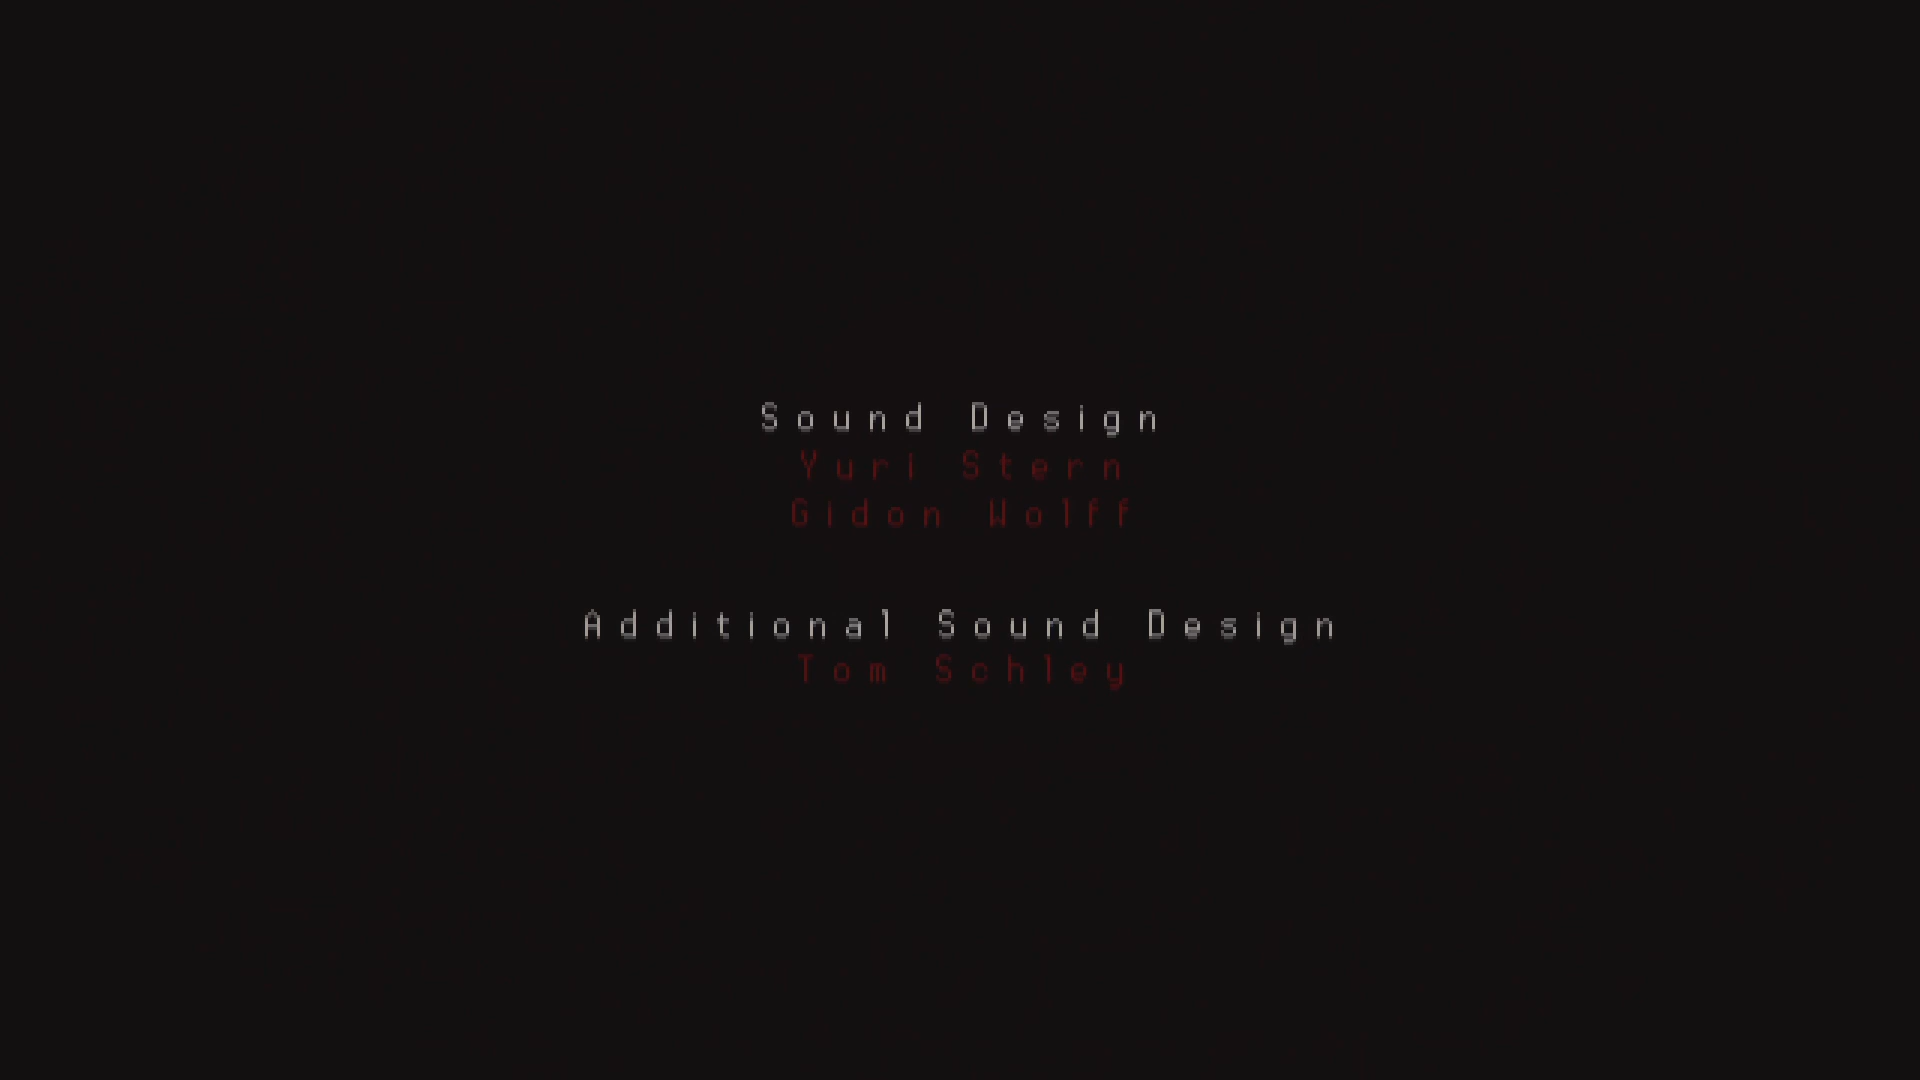 Sound Design
Yuri Stern
Gidon Wolff
Additional Sound Design
Tom Schley